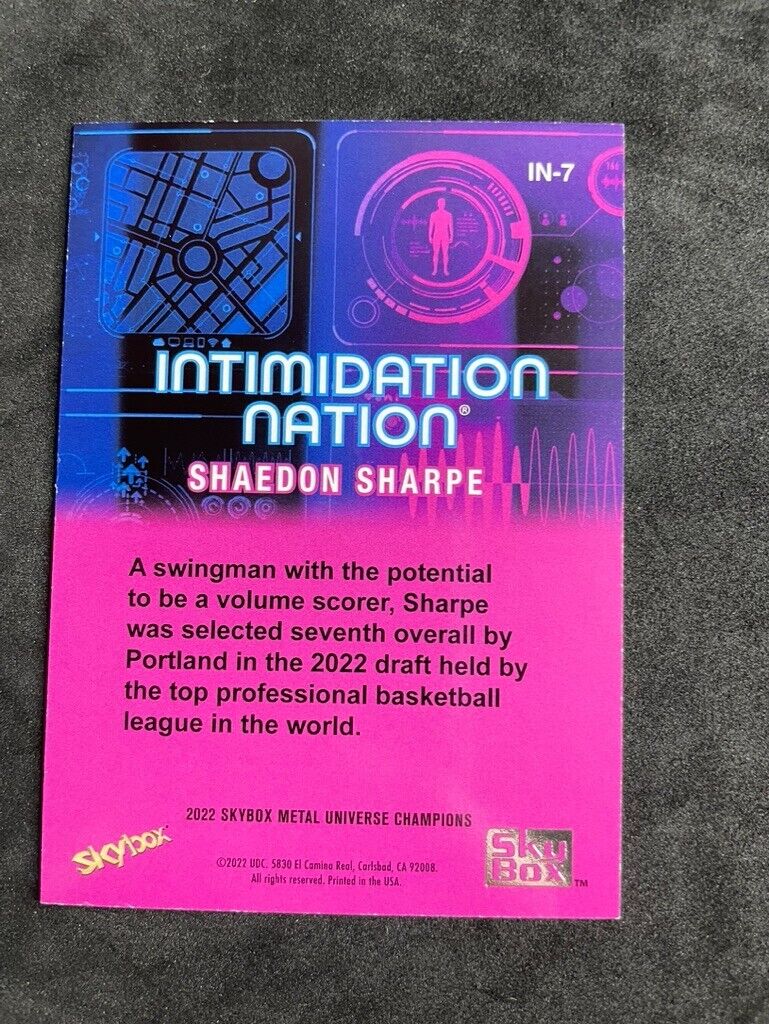 IN-7
166
INTIMIDATION
NATION®
SHAEDON SHARPE
A swingman with the potential
to be a volume scorer, Sharpe
was selected seventh overall by
Portland in the 2022 draft held by
the top professional basketball
league in the world.
2022 SKYBOX METAL UNIVERSE CHAMPIONS
skybox
©2022 UDC. 5830 El Camino Real, Carlsbad, CA 92008.
All rights reserved. Printed in the USA.
Sky
Box™